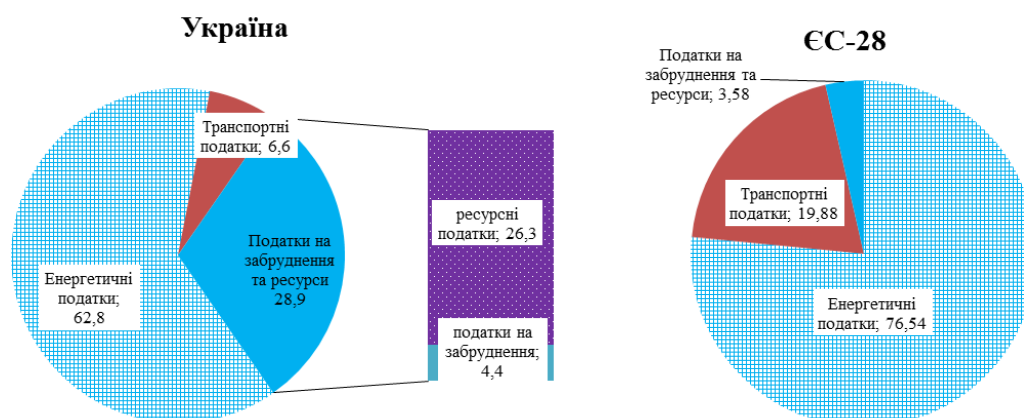 Україна
Транспортні
податки; 6,6
Податки на
забруднення
та ресурси
28,9
Енергетичні
податки;
62,8
ресурсні
податки; 26,3
податки на
забруднення;
4,4
ЄС-28
Податки на
забруднення та
ресурси; 3,58
Транспортні
податки; 19,88
Енергетичні
податки; 76,54